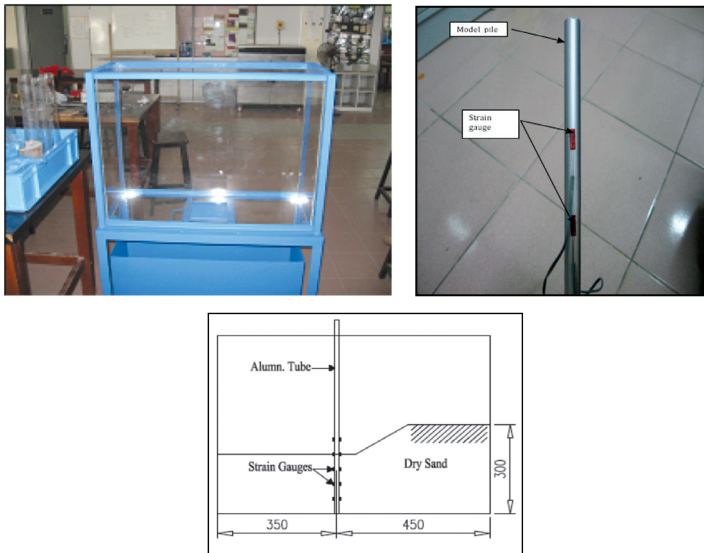 Model pile
Strain
gauge
Alumn. Tube
Strain Gauges
Dry Sand
300
350
450